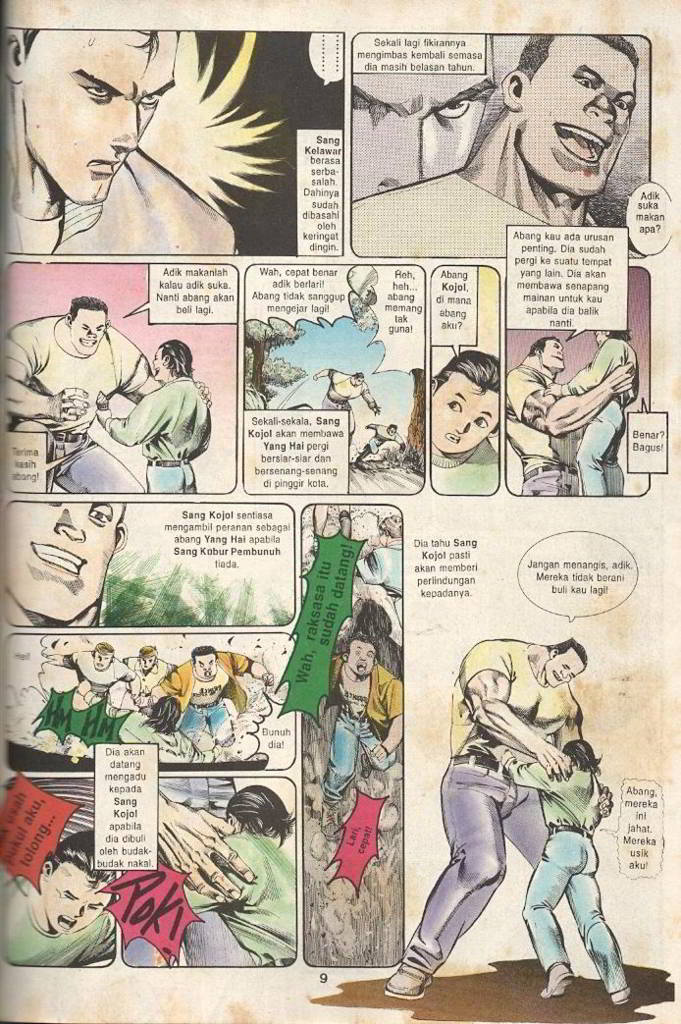 Sang
Kelawar
berasa
serba-
salah.
Dahinya
sudah
dibasahi
oleh
keringat
dingin.
Sekali lagi fikirannya
mengimbas kembali semasa
dia masih belasan tahun.
Adik
suka
makan
apa?
Adik makanlah
kalau adik suka.
Nanti abang akan
beli lagi.
Terima
kasih
abang!
Wah, cepat benar
adik berlari!
Abang tidak sanggup
mengejar lagi!
Heh,
heh...
abang
memang
tak
guna!
Sekali-sekala, Sang
Kojol akan membawa
Yang Hai pergi
bersiar-siar dan
bersenang-senang
di pinggir kota.
Abang
Kojol,
di mana
abang
aku?
Abang kau ada urusan
penting. Dia sudah
pergi ke suatu tempat
yang lain. Dia akan
membawa senapang
mainan untuk kau
apabila dia balik
nanti.
Benar?
Bagus!
Sang Kojol sentiasa
mengambil peranan sebagai
abang Yang Hai apabila
Sang Kubur Pembunuh
tiada.
Hei!
HM
HM
Bunuh
dia!
Dia akan
datang
mengadu
kepada
Sang
Kojol
apabila
dia dibuli
oleh budak-
budak nakal.
aku,
tolong...
POK!
Wah, raksasa itu
sudah datang!
Lari,
cepat!
Dia tahu Sang
Kojol pasti
akan memberi
perlindungan
kepadanya.
Jangan menangis, adik.
Mereka tidak berani
buli kau lagi!
Abang,
mereka
ini
jahat.
Mereka
usik
aku!
9